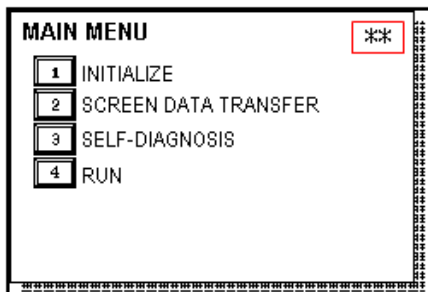 MAIN MENU **
1 INITIALIZE
2 SCREEN DATA TRANSFER
3 SELF-DIAGNOSIS
4 RUN